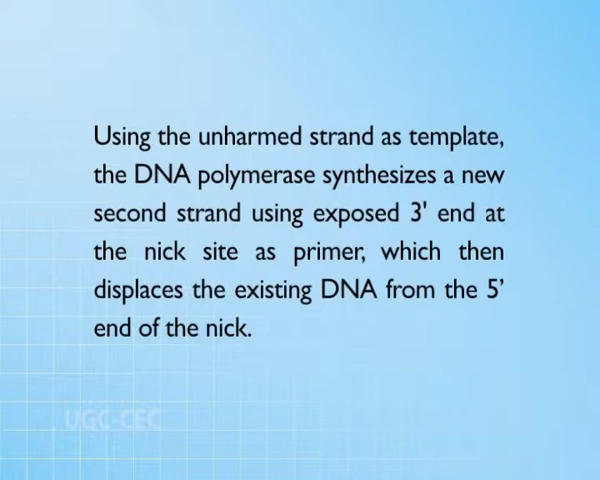 Using the unharmed strand as template,
the DNA polymerase synthesizes a new
second strand using exposed 3' end at
the nick site as primer, which then
displaces the existing DNA from the 5’
end of the nick.
UGC-CEC